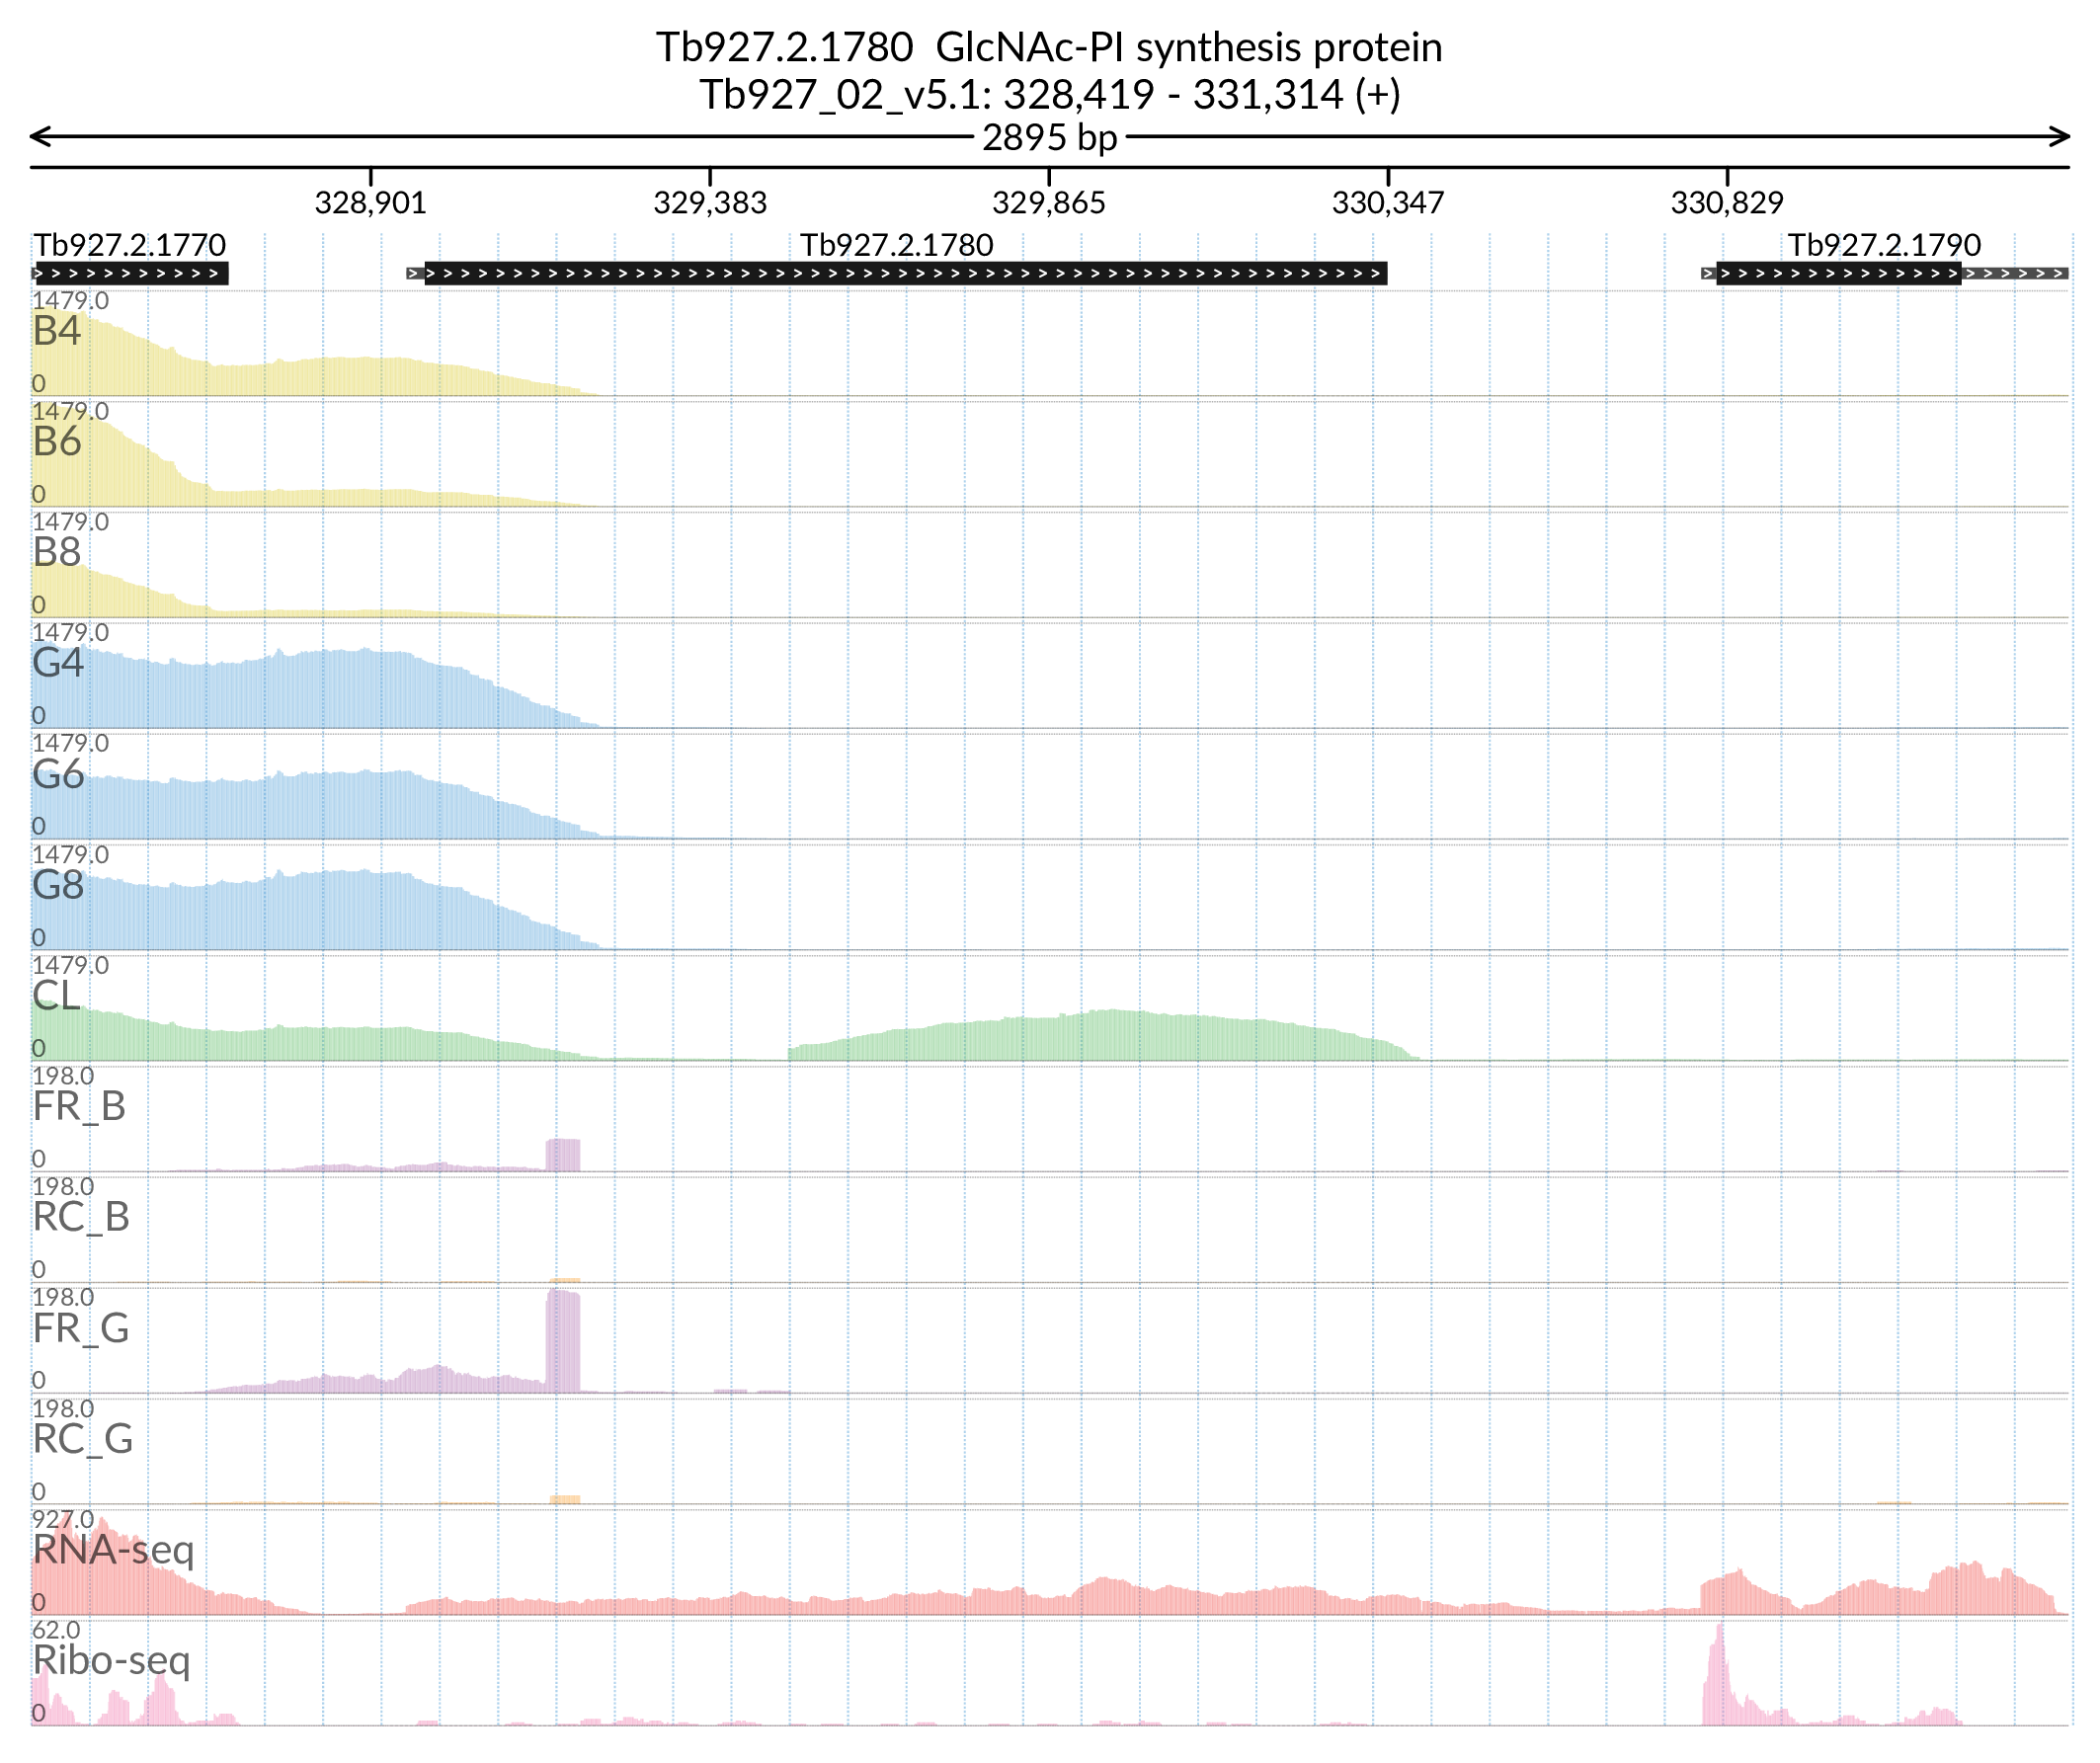 Tb927.2.1780 GlcNAc-PI synthesis protein
Tb927_02_v5.1: 328,419 - 331,314 (+)
2895 bp
328,901 329,383 329,865 330,347 330,829
Tb927.2.1770 Tb927.2.1780 Tb927.2.1790
1479.0
B4
0
1479.0
B6
0
1479.0
B8
0
1479.0
G4
0
1479.0
G6
0
1479.0
G8
0
1479.0
CL
0
198.0
FR_B
0
198.0
RC_B
0
198.0
FR_G
0
198.0
RC_G
0
927.0
RNA-seq
0
62.0
Ribo-seq
0